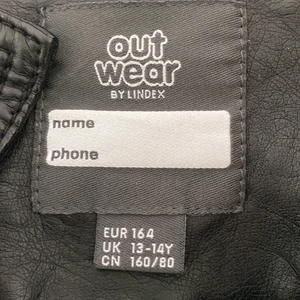 out
wear
BY LINDEX
name
phone
EUR 164
UK 13-14Y
CN 160/80